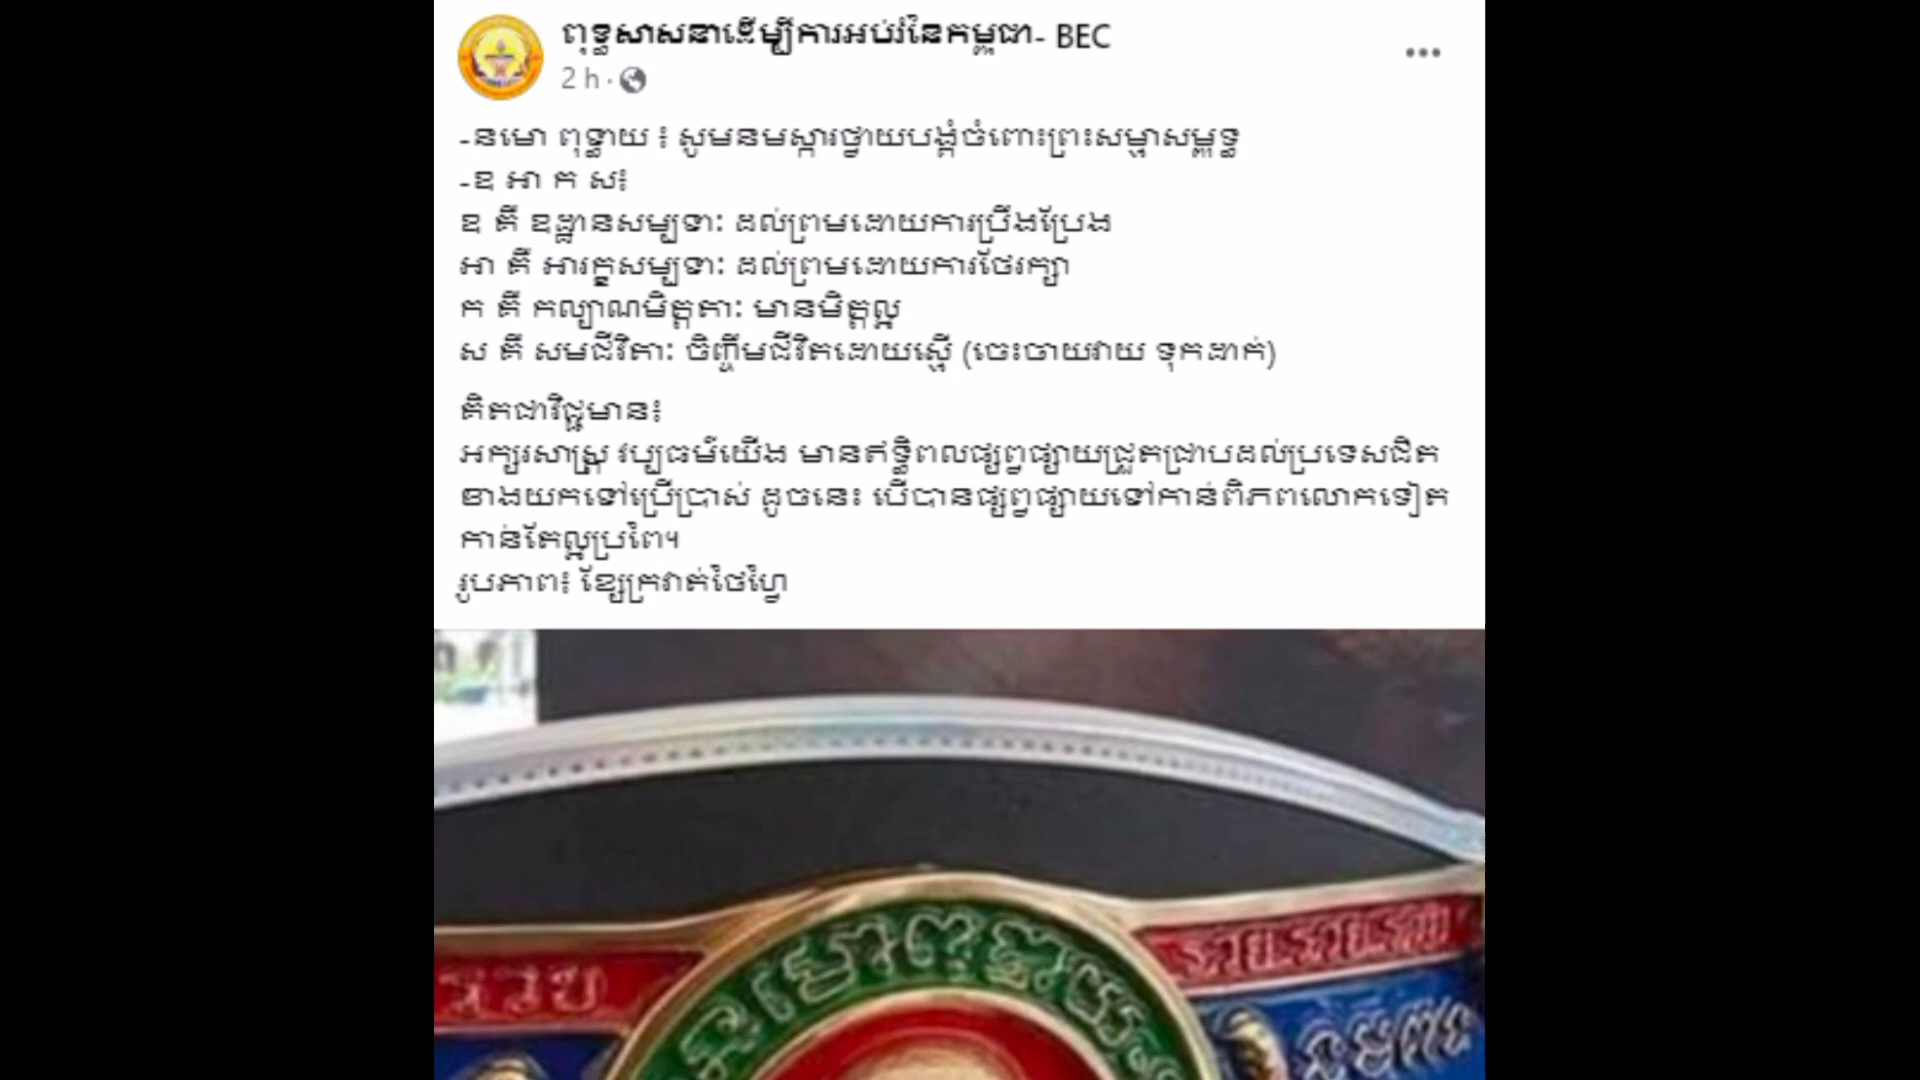 ពុទ្ធសាសនាដើម្បីការអប់រំនៃកម្ពុជា- BEC
2 h ·
-នមោ ពុទ្ធាយ ៖ សូមនមស្ការថ្វាយបង្គំចំពោះព្រះសម្មាសម្ពុទ្ធ
-ឧ អា ក ស៖
ឧ គឺ ឧដ្ឋានសម្បទាៈ ដល់ព្រមដោយការប្រឹងប្រែង
អា គឺ អារក្ខសម្បទាៈ ដល់ព្រមដោយការថែរក្សា
ក គឺ កល្យាណមិត្តតាៈ មានមិត្តល្អ
ស គឺ សមជីវិតាៈ ចិញ្ចឹមជីវិតដោយស្មើ (ចេះចាយវាយ ទុកដាក់)
គិតជាវិជ្ជមាន៖
អក្សរសាស្ត្រ វប្បធម៌យើង មានឥទ្ធិពលផ្សព្វផ្សាយជ្រួតជ្រាបដល់ប្រទេសជិត
ខាងយកទៅប្រើប្រាស់ ដូចនេះ បើបានផ្សព្វផ្សាយទៅកាន់ពិភពលោកទៀត
កាន់តែល្អប្រពៃ។
រូបភាព៖ ខ្សែក្រវាត់ថៃហ្វៃ
នមោពុទ្ធាយ